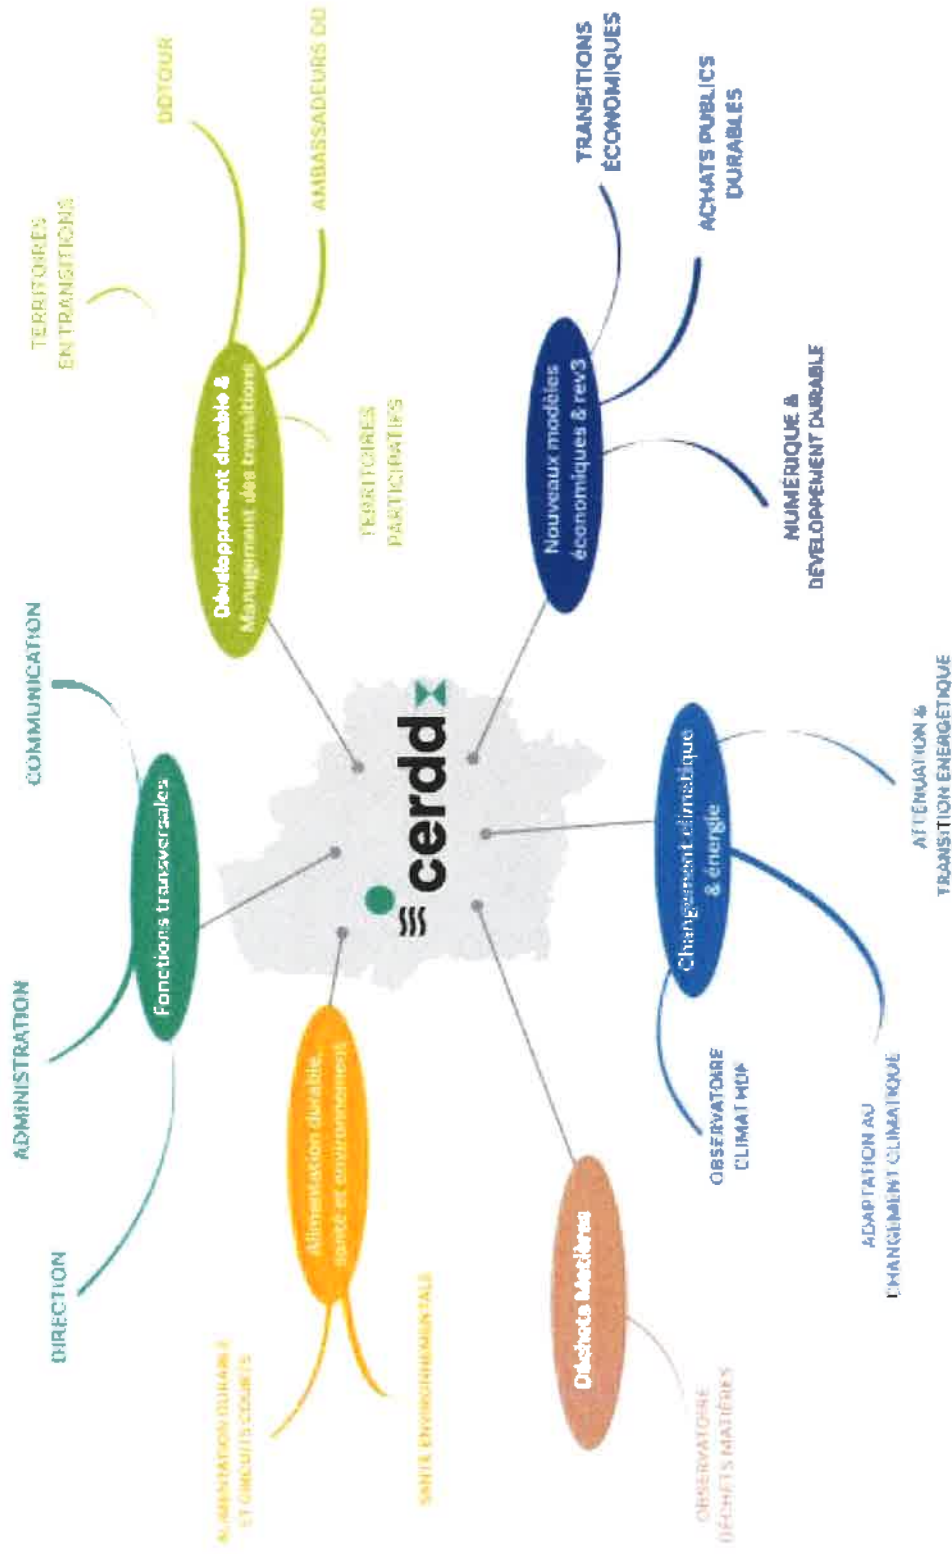 DIRECTION
ADMINISTRATION
COMMUNICATION
Fonctions transversales
TERRITOIRES
EN TRANSITIONS
DDTOUR
AMBASSADEURS DU
Développement durable &
Management des transitions
TERRITOIRES
PARTICIPATIFS
ALIMENTATION DURABLE
ET CIRCUITS COURTS
SANTÉ ENVIRONNEMENTALE
Alimentation durable,
santé et environnement
cerdd
TRANSITIONS
ÉCONOMIQUES
ACHATS PUBLICS
DURABLES
Nouveaux modèles
économiques & rev3
NUMÉRIQUE &
DÉVELOPPEMENT DURABLE
Déchets Matières
OBSERVATOIRE
DÉCHETS MATIÈRES
Changement climatique
& énergie
OBSERVATOIRE
CLIMAT HDF
ADAPTATION AU
CHANGEMENT CLIMATIQUE
ATTÉNUATION &
TRANSITION ÉNERGÉTIQUE